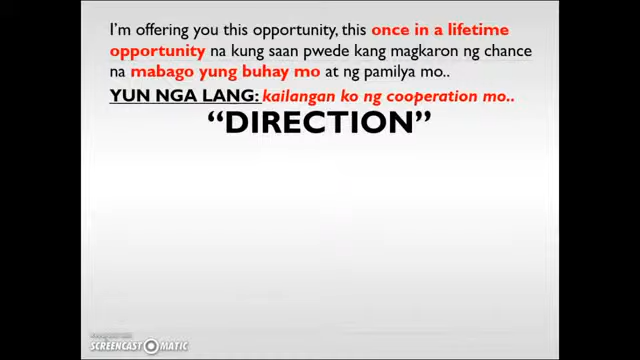 I'm offering you this opportunity, this once in a lifetime
opportunity na kung saan pwede kang magkaron ng chance
na mabago yung buhay mo at ng pamilya mo..
YUN NGA LANG: kailangan ko ng cooperation mo..
“DIRECTION”
SCREENCAST-O-MATIC